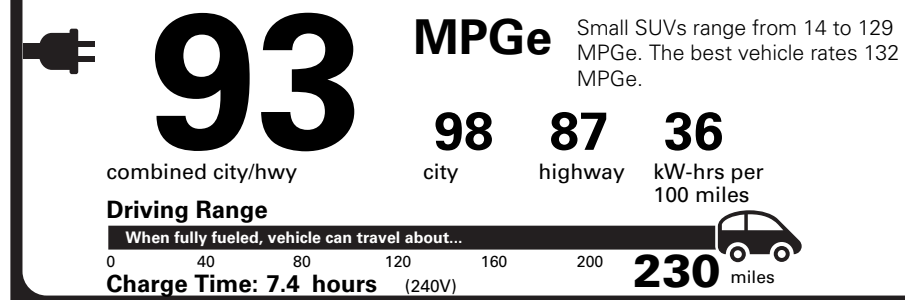 93
MPGe
Small SUVs range from 14 to 129
MPGe. The best vehicle rates 132
MPGe.
98 87 36
combined city/hwy city highway kW-hrs per
100 miles
Driving Range
When fully fueled, vehicle can travel about...
0 40 80 120 160 200 230 miles
Charge Time: 7.4 hours (240V)